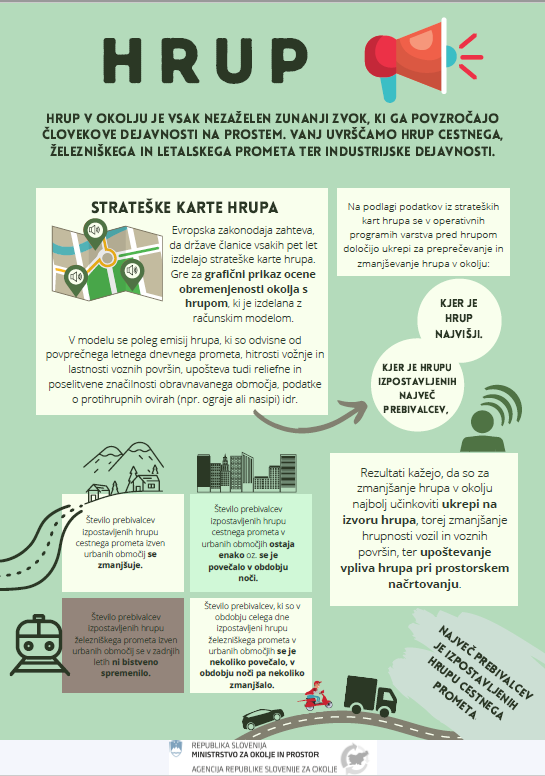 HRUP
HRUP V OKOLJU JE VSAK NEZAŽELEN ZUNANJI ZVOK, KI GA POVZROČAJO
ČLOVEKOVE DEJAVNOSTI NA PROSTEM. VANJ UVRŠČAMO HRUP CESTNEGA,
ŽELEZNIŠKEGA IN LETALSKEGA PROMETA TER INDUSTRIJSKE DEJAVNOSTI.
STRATEŠKE KARTE HRUPA
Evropska zakonodaja zahteva,
da države članice vsakih pet let
izdelajo strateške karte hrupa.
Gre za grafični prikaz ocene
obremenjenosti okolja s
hrupom, ki je izdelana z
računskim modelom.
V modelu se poleg emisij hrupa, ki so odvisne od
povprečnega letnega dnevnega prometa, hitrosti vožnje in
lastnosti voznih površin, upošteva tudi reliefne in
poselitvene značilnosti obravnavanega območja, podatke
o protihrupnih ovirah (npr. ograje ali nasipi) idr.
Na podlagi podatkov iz strateških
kart hrupa se v operativnih
programih varstva pred hrupom
določijo ukrepi za preprečevanje in
zmanjševanje hrupa v okolju:
KJER JE
HRUP
NAJVIŠJI.
KJER JE HRUPU
IZPOSTAVLJENIH
NAJVEČ
PREBIVALCEV,
Število prebivalcev
izpostavljenih hrupu
cestnega prometa izven
urbanih območij se
zmanjšuje.
Število prebivalcev
izpostavljenih hrupu
cestnega prometa v
urbanih območjih ostaja
enako oz. se je
povečalo v obdobju
noči.
Število prebivalcev
izpostavljenih hrupu
železniškega prometa izven
urbanih območij se v zadnjih
letih ni bistveno
spremenilo.
Število prebivalcev, ki so v
obdobju celega dne
izpostavljeni hrupu
železniškega prometa v
urbanih območjih se je
nekoliko povečalo, v
obdobju noči pa nekoliko
zmanjšalo.
Rezultati kažejo, da so za
zmanjšanje hrupa v okolju
najbolj učinkoviti ukrepi na
izvoru hrupa, torej zmanjšanje
hrupnosti vozil in voznih
površin, ter upoštevanje
vpliva hrupa pri prostorskem
načrtovanju.
NAJVEČ PREBIVALCEV
JE IZPOSTAVLJENIH
HRUPU CESTNEGA
PROMETA
REPUBLIKA SLOVENIJA
MINISTRSTVO ZA OKOLJE IN PROSTOR
AGENCIJA REPUBLIKE SLOVENIJE ZA OKOLJE